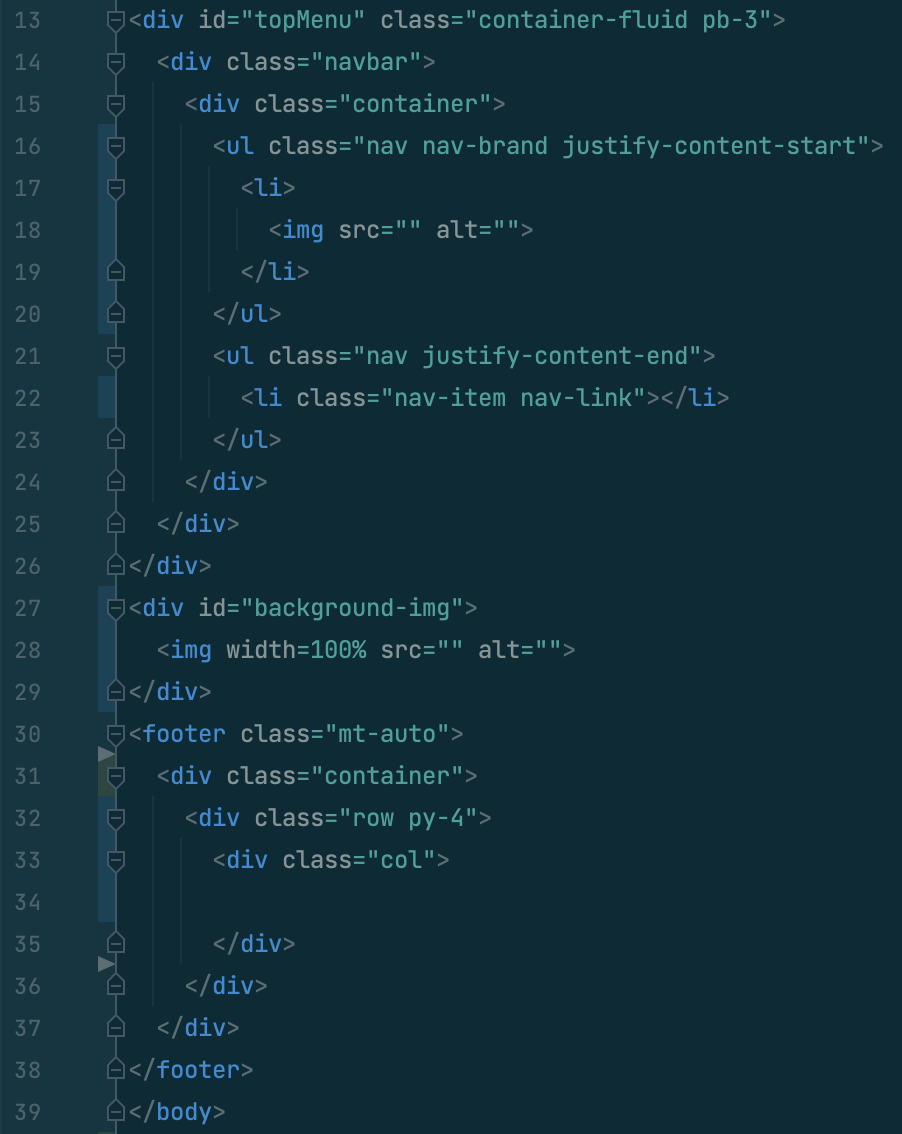 13 <div id="topMenu" class="container-fluid pb-3">
14   <div class="navbar">
15     <div class="container">
16       <ul class="nav nav-brand justify-content-start">
17         <li>
18           <img src="" alt="">
19         </li>
20       </ul>
21       <ul class="nav justify-content-end">
22         <li class="nav-item nav-link"></li>
23       </ul>
24     </div>
25   </div>
26 </div>
27 <div id="background-img">
28   <img width=100% src="" alt="">
29 </div>
30 <footer class="mt-auto">
31   <div class="container">
32     <div class="row py-4">
33       <div class="col">
34
35       </div>
36     </div>
37   </div>
38 </footer>
39 </body>